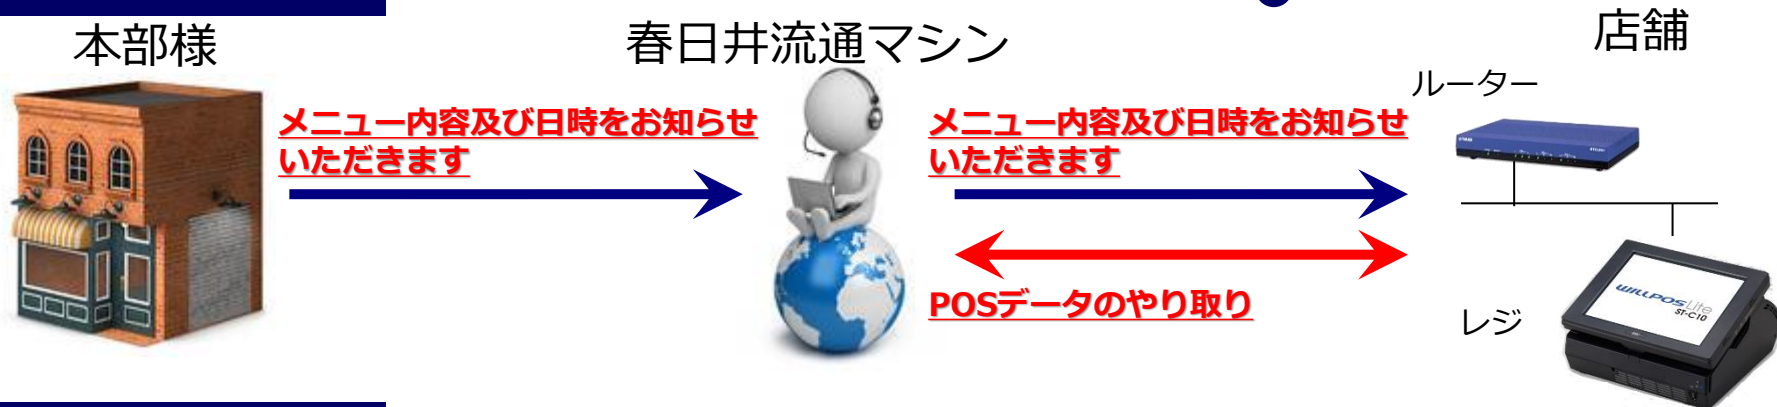 本部様
春日井流通マシン
店舗
ルーター
メニュー内容及び日時をお知らせ
いただきます
メニュー内容及び日時をお知らせ
いただきます
POSデータのやり取り
レジ
WILLPOS Lite
ST-C10